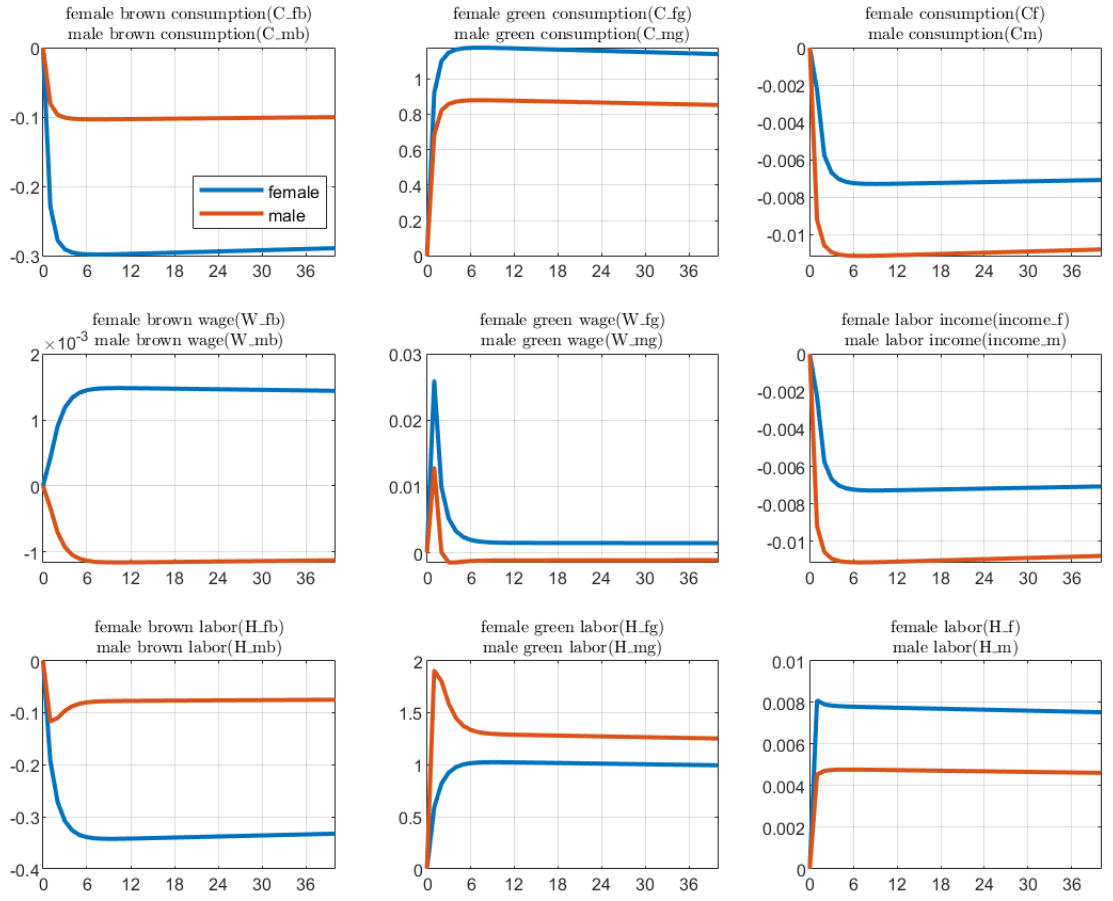 female brown consumption(C_fb)
male brown consumption(C_mb)
0
-0.1
-0.2
-0.3
female
male
0 6 12 18 24 30 36
female green consumption(C_fg)
male green consumption(C_mg)
1
0.8
0.6
0.4
0.2
0
0 6 12 18 24 30 36
female consumption(Cf)
male consumption(Cm)
0
-0.002
-0.004
-0.006
-0.008
-0.01
0 6 12 18 24 30 36
female brown wage(W_fb)
male brown wage(W_mb)
×10⁻³
2
1
0
-1
0 6 12 18 24 30 36
female green wage(W_fg)
male green wage(W_mg)
0.03
0.02
0.01
0
0 6 12 18 24 30 36
female labor income(income_f)
male labor income(income_m)
0
-0.002
-0.004
-0.006
-0.008
-0.01
0 6 12 18 24 30 36
female brown labor(H_fb)
male brown labor(H_mb)
0
-0.1
-0.2
-0.3
-0.4
0 6 12 18 24 30 36
female green labor(H_fg)
male green labor(H_mg)
2
1.5
1
0.5
0
0 6 12 18 24 30 36
female labor(H_f)
male labor(H_m)
0.01
0.008
0.006
0.004
0.002
0
0 6 12 18 24 30 36